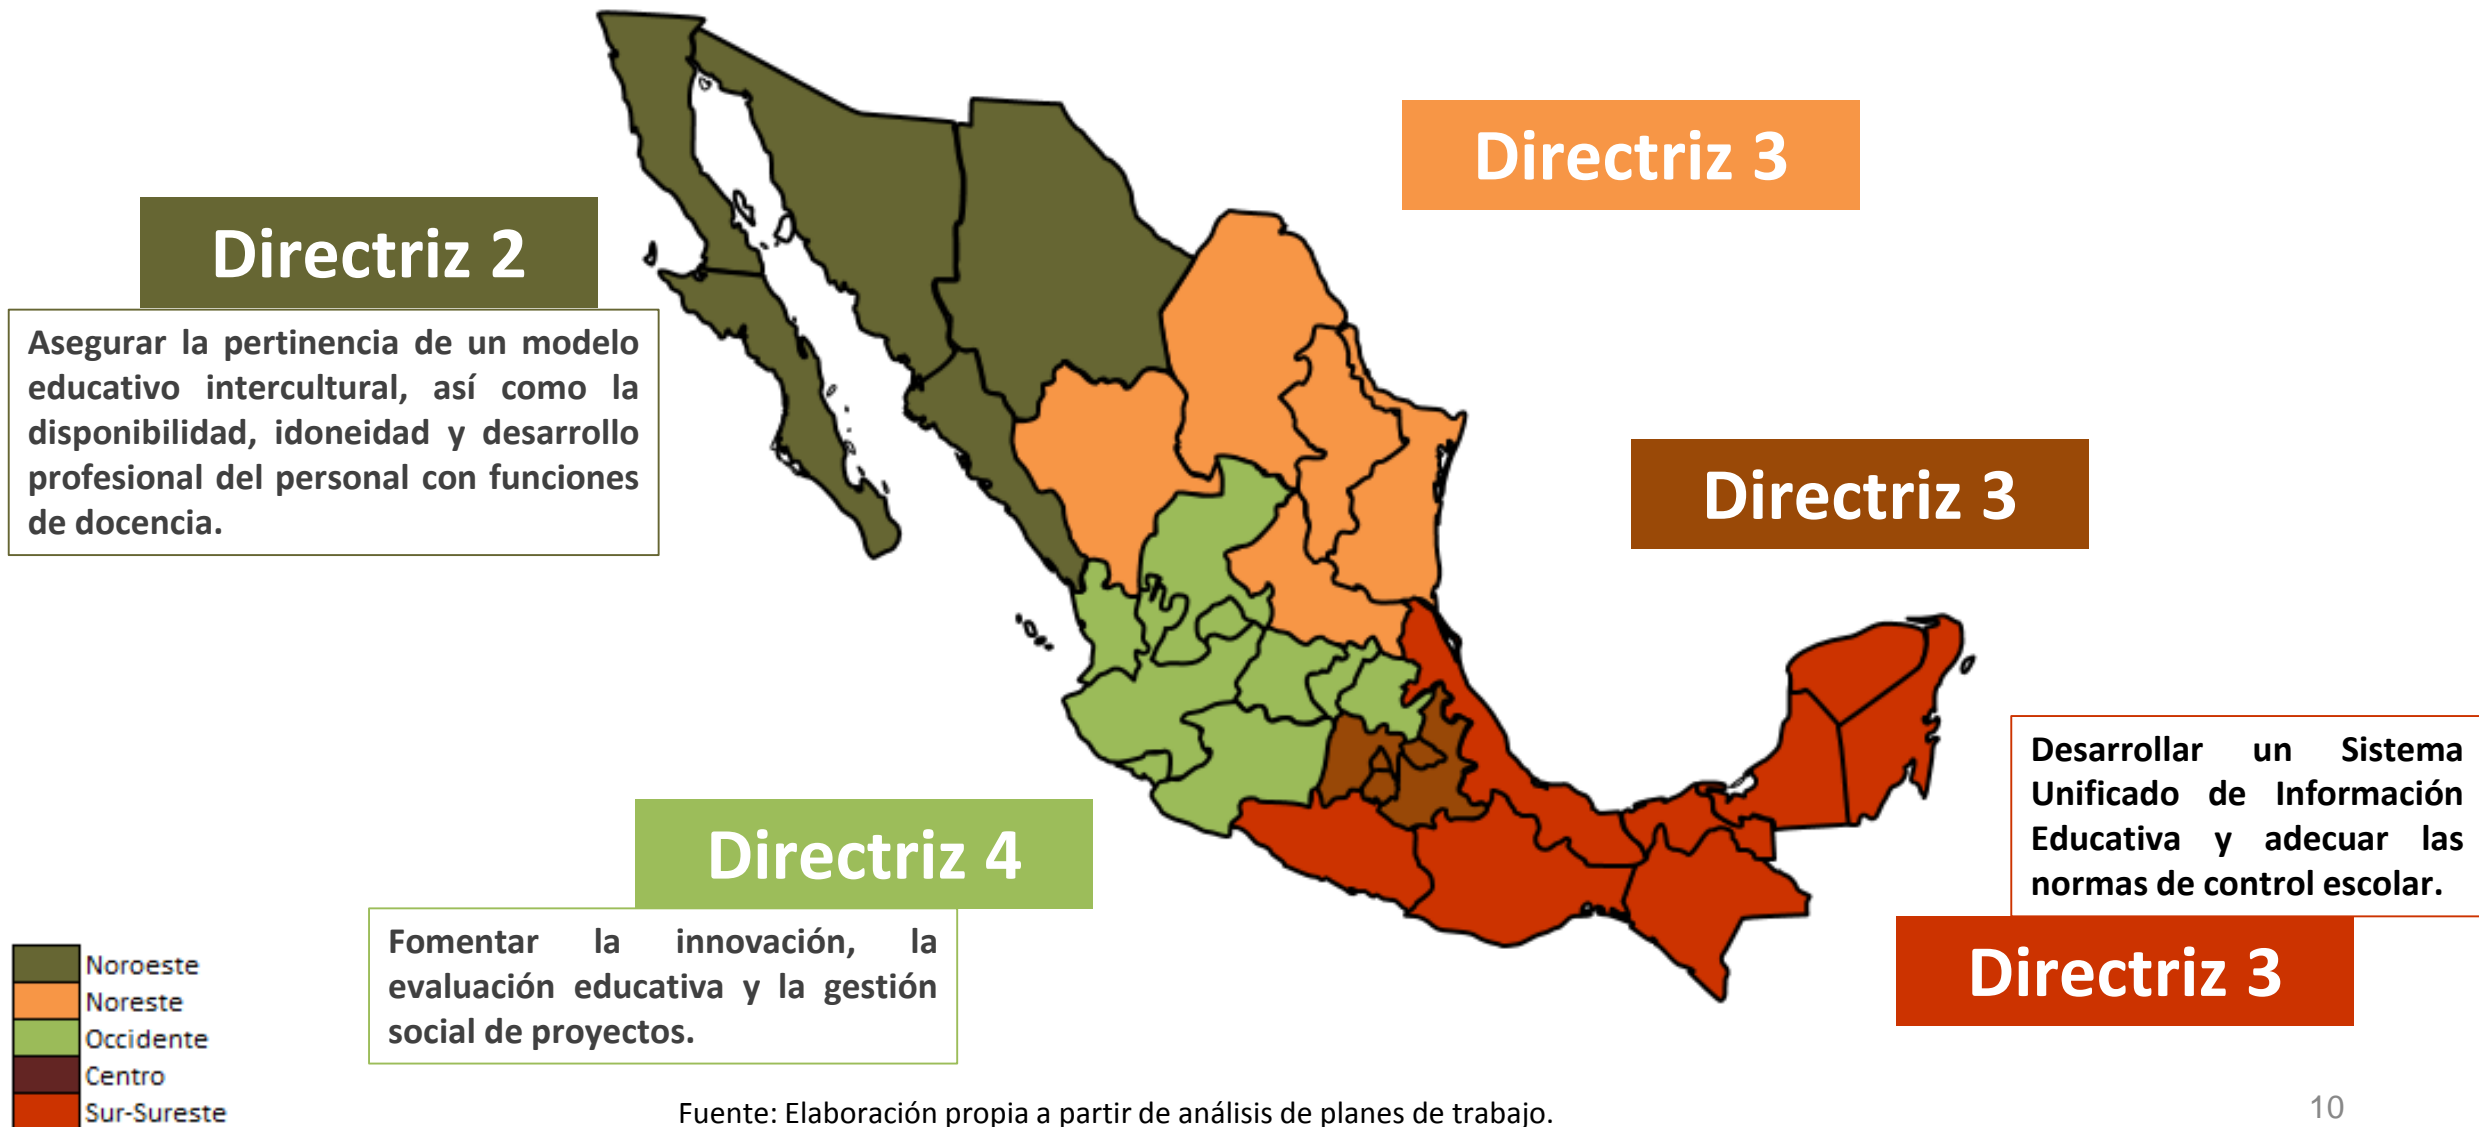 Directriz 3
Directriz 2
Asegurar la pertinencia de un modelo
educativo intercultural, así como la
disponibilidad, idoneidad y desarrollo
profesional del personal con funciones
de docencia.
Directriz 3
Desarrollar un Sistema
Unificado de Información
Educativa y adecuar las
normas de control escolar.
Directriz 3
Directriz 4
Fomentar la innovación, la
evaluación educativa y la gestión
social de proyectos.
Noroeste
Noreste
Occidente
Centro
Sur-Sureste
Fuente: Elaboración propia a partir de análisis de planes de trabajo.
10